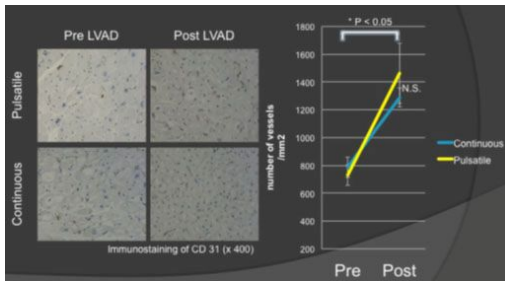 Pre LVAD Post LVAD
Pulsatile
Continuous
Immunostaining of CD 31 (x 400)
* P < 0.05
number of vessels
/mm2
1800
1600
1400
1200
1000
800
600
400
200
N.S.
Continuous
Pulsatile
Pre Post